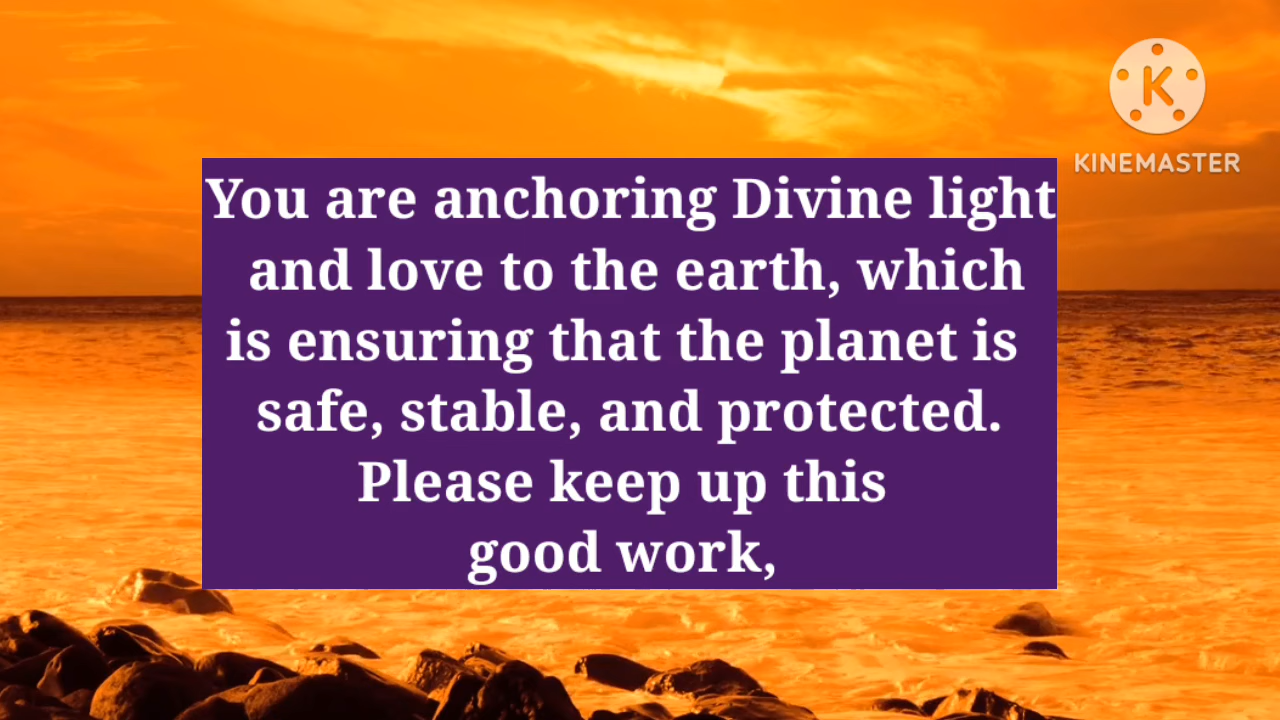 K
KINEMASTER
You are anchoring Divine light
and love to the earth, which
is ensuring that the planet is
safe, stable, and protected.
Please keep up this
good work,